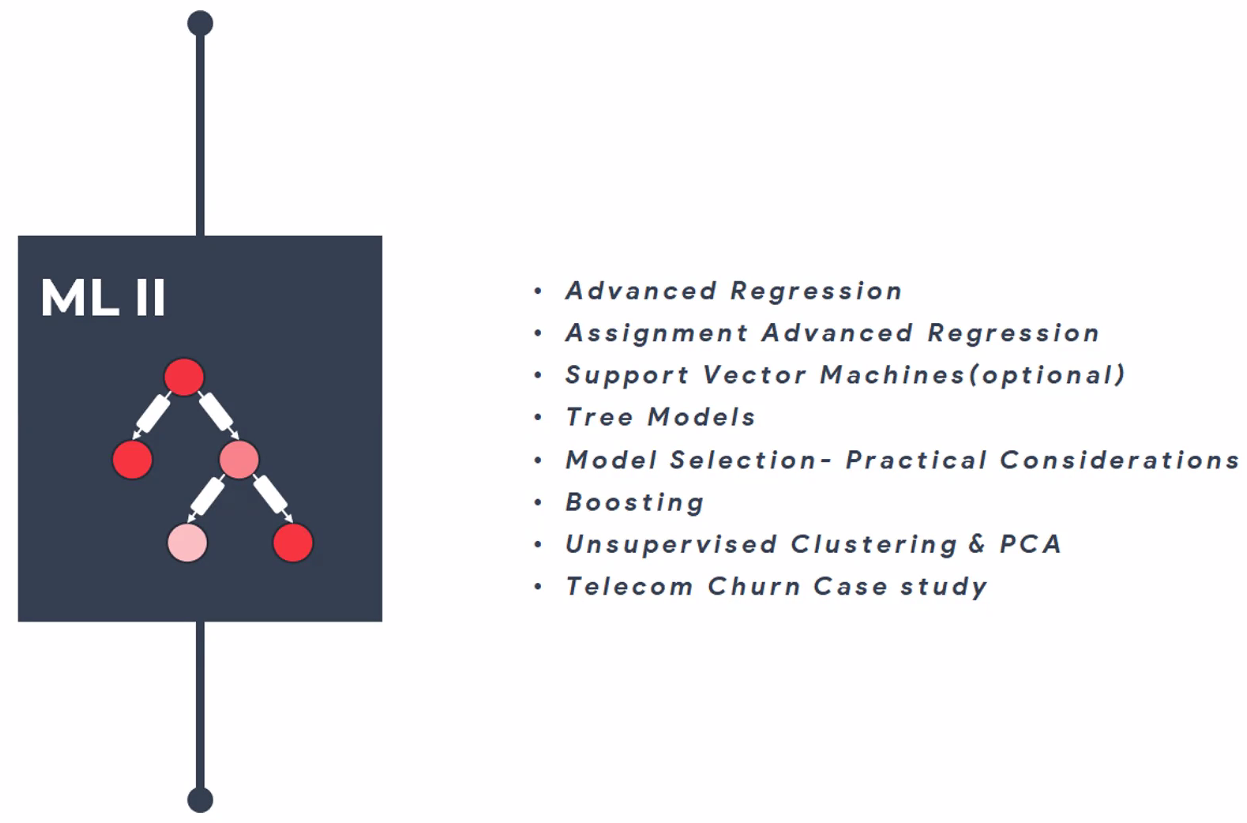 ML II
• Advanced Regression
• Assignment Advanced Regression
• Support Vector Machines(optional)
• Tree Models
• Model Selection- Practical Considerations
• Boosting
• Unsupervised Clustering & PCA
• Telecom Churn Case study